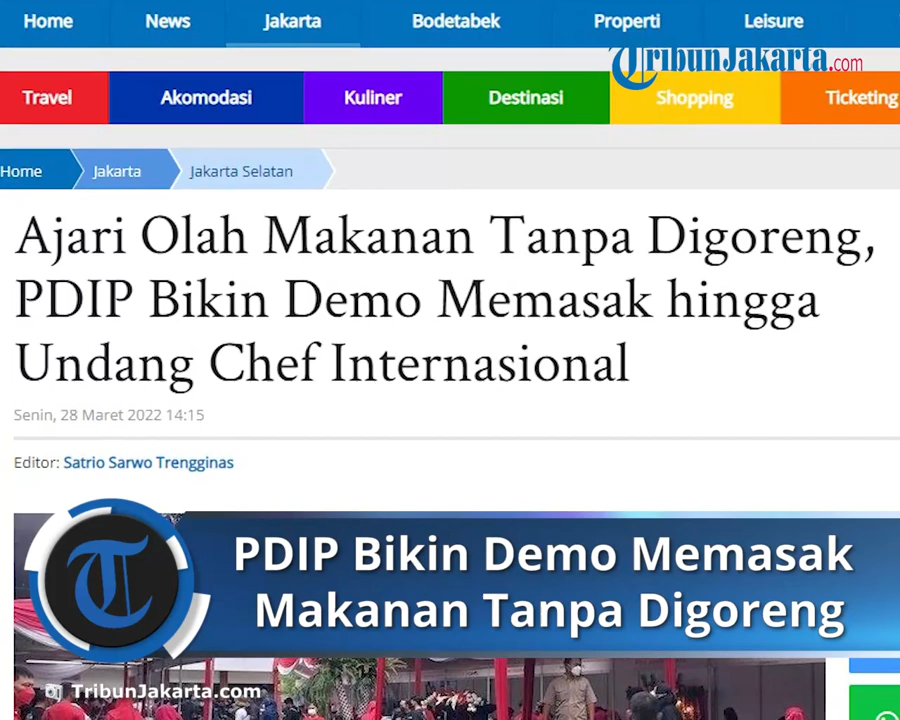 Home News Jakarta Bodetabek Properti Leisure
TribunJakarta.com
Travel Akomodasi Kuliner Destinasi Shopping Ticketing
Home Jakarta Jakarta Selatan
Ajari Olah Makanan Tanpa Digoreng,
PDIP Bikin Demo Memasak hingga
Undang Chef Internasional
Senin, 28 Maret 2022 14:15
Editor: Satrio Sarwo Trengginas
PDIP Bikin Demo Memasak
Makanan Tanpa Digoreng
T
TribunJakarta.com